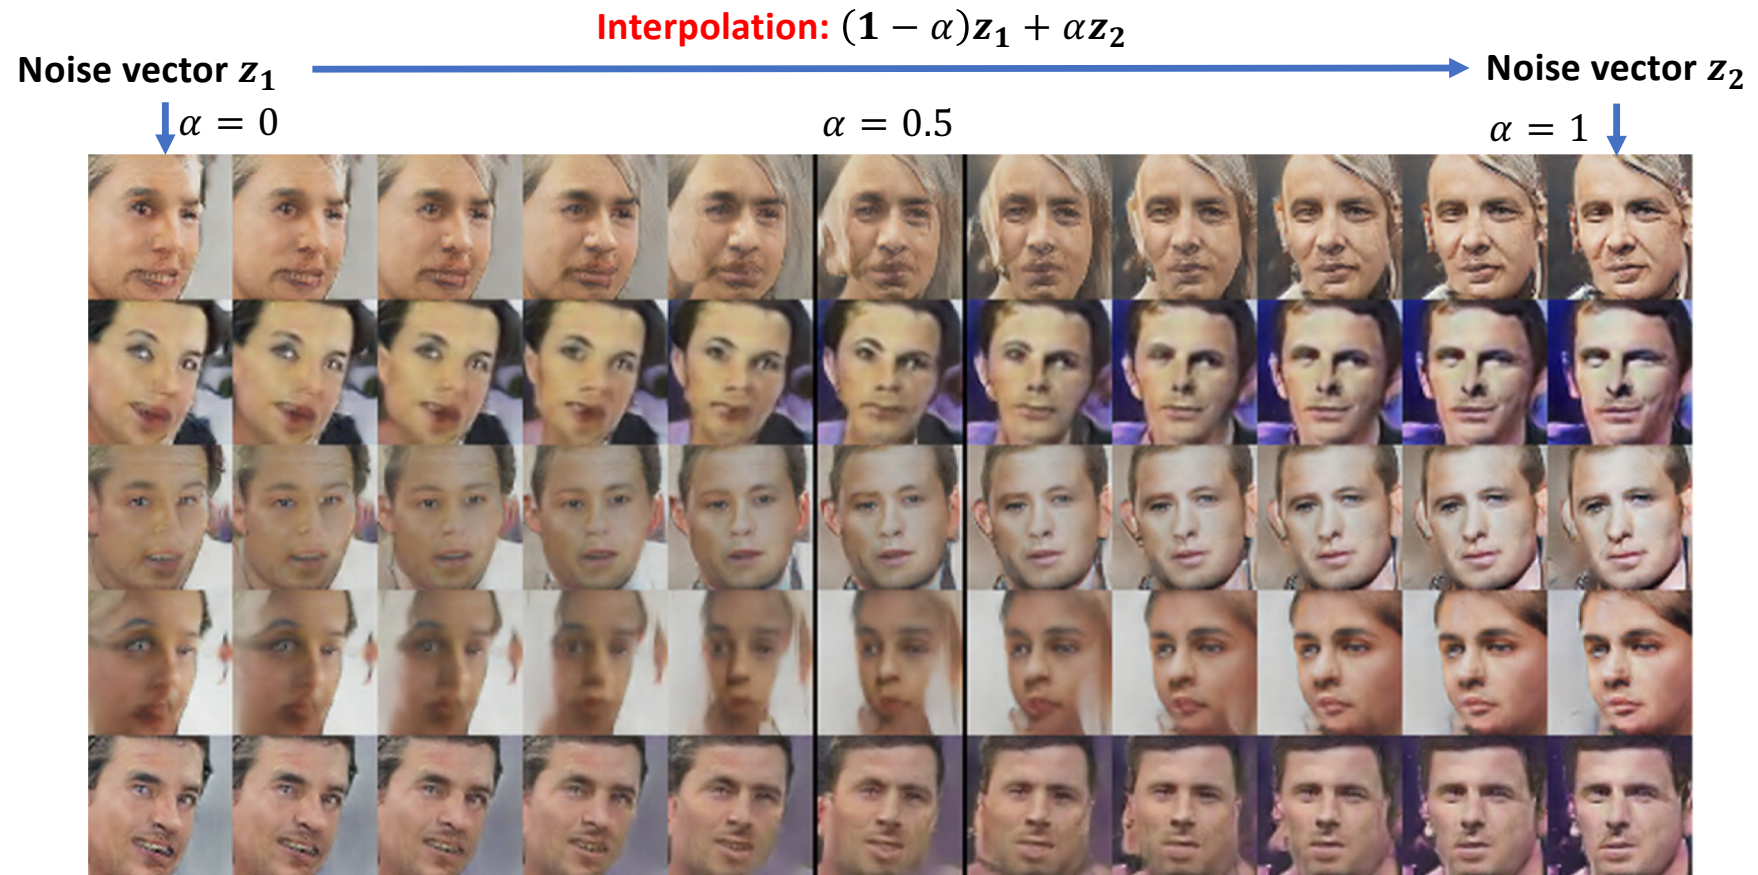 Interpolation: (1 − α)z₁ + αz₂
Noise vector z₁
Noise vector z₂
α = 0
α = 0.5
α = 1